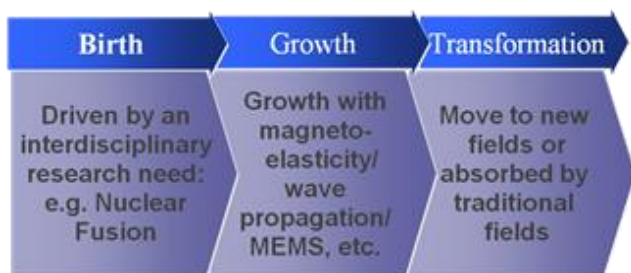 Birth
Growth
Transformation
Driven by an
interdisciplinary
research need:
e.g. Nuclear
Fusion
Growth with
magneto-
elasticity/
wave
propagation/
MEMS, etc.
Move to new
fields or
absorbed by
traditional
fields